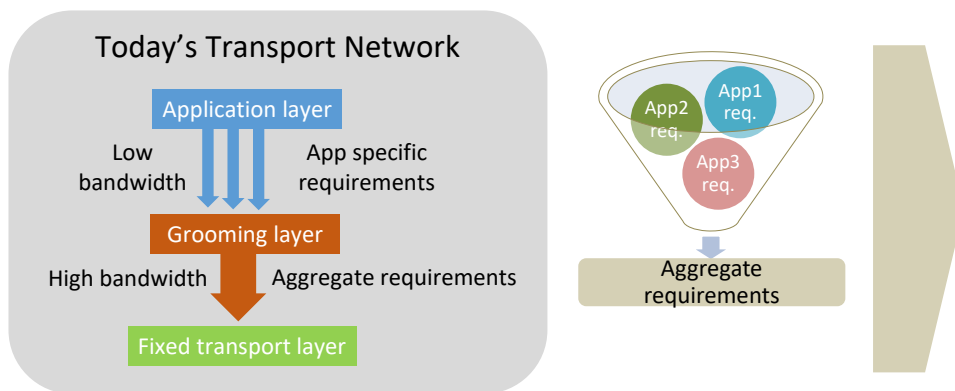 Today's Transport Network
Application layer
Low
bandwidth
App specific
requirements
Grooming layer
High bandwidth
Aggregate requirements
Fixed transport layer
App2
req.
App1
req.
App3
req.
Aggregate
requirements